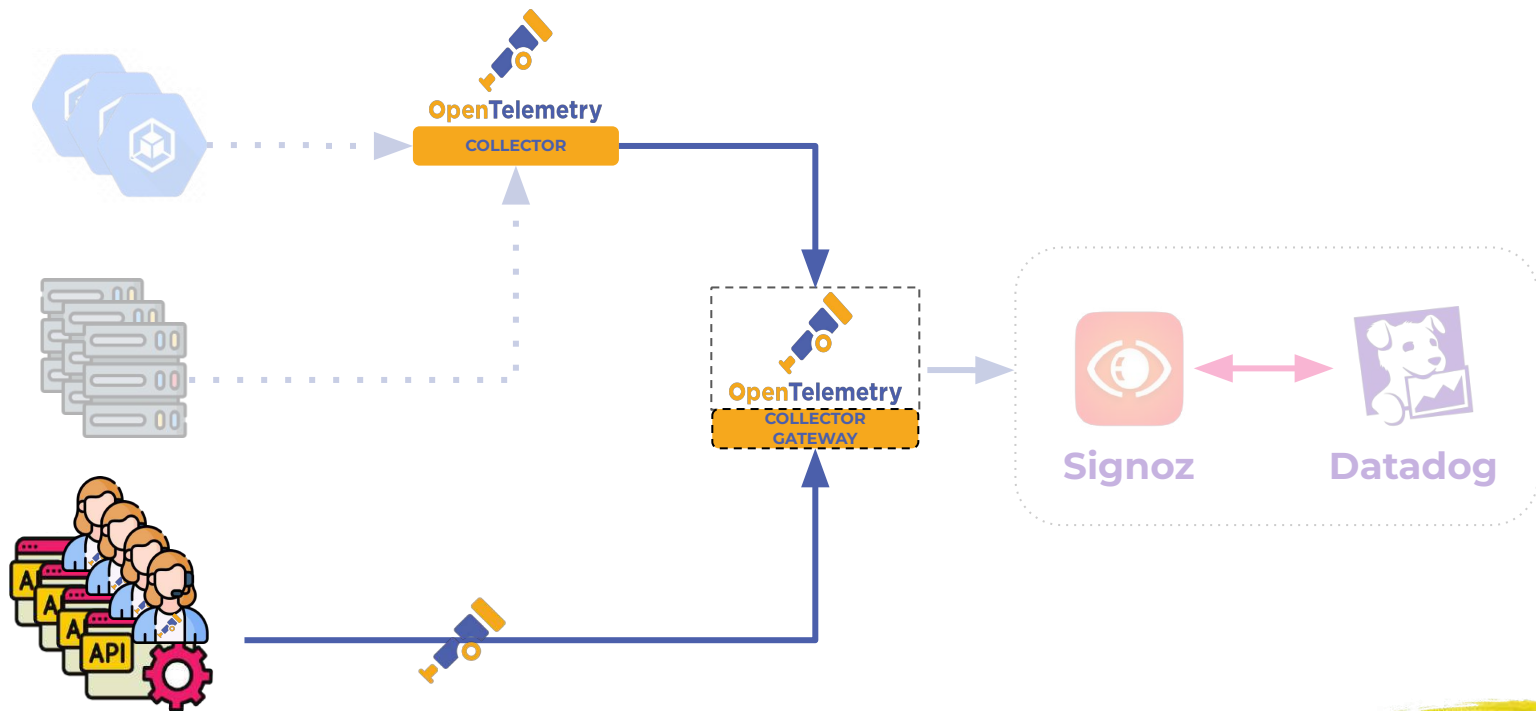 OpenTelemetry
COLLECTOR
OpenTelemetry
COLLECTOR
GATEWAY
Signoz
Datadog
A
A
A
API